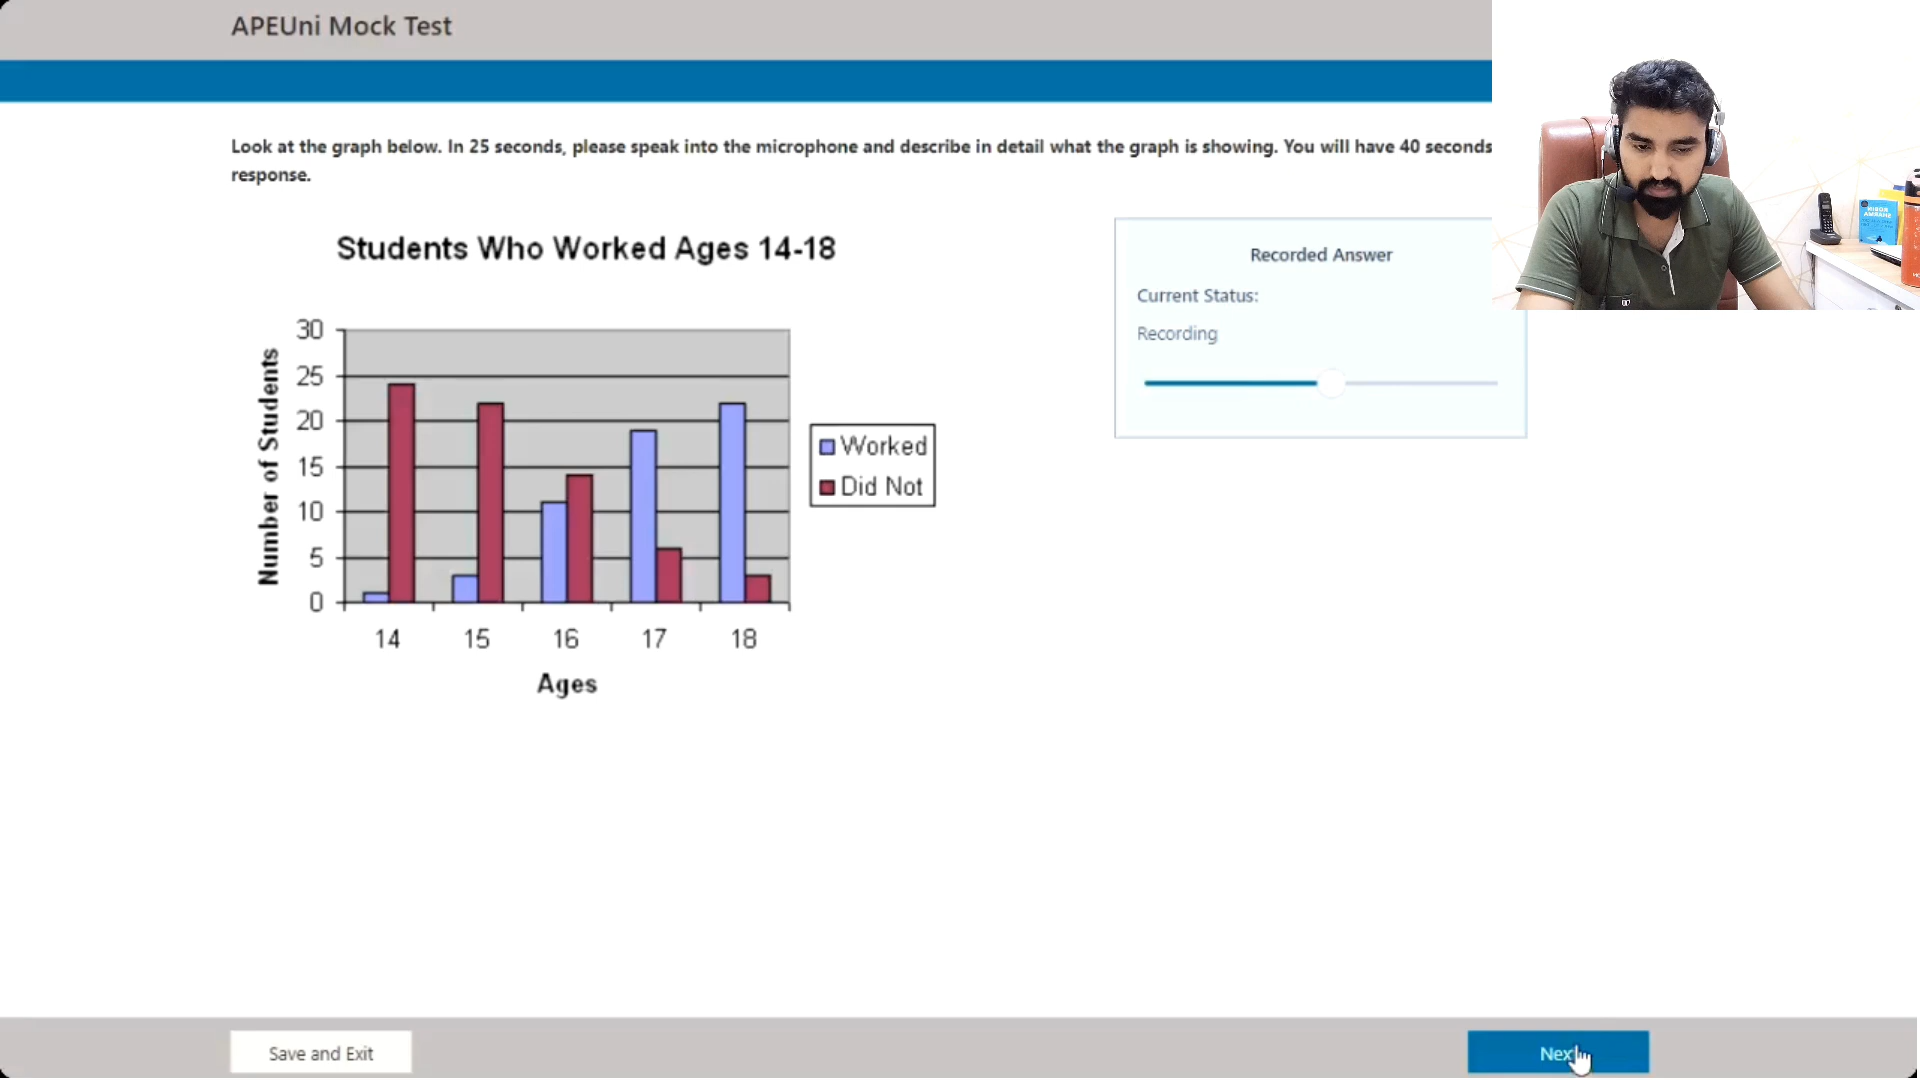 APEUni Mock Test
Look at the graph below. In 25 seconds, please speak into the microphone and describe in detail what the graph is showing. You will have 40 seconds
response.
Students Who Worked Ages 14-18
Recorded Answer
Current Status:
Recording
Number of Students
30
25
20
15
10
5
0
Worked
Did Not
14 15 16 17 18
Ages
Save and Exit
Next